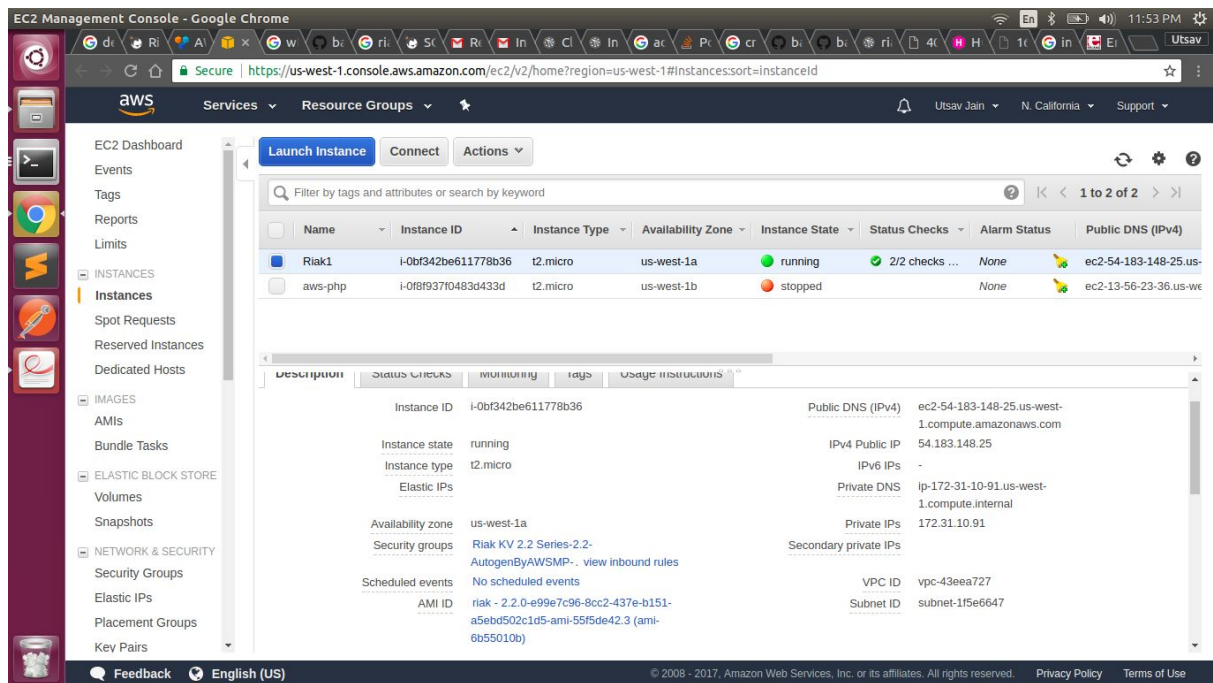 EC2 Management Console - Google Chrome
En
11:53 PM
Utsav
Secure
https://us-west-1.console.aws.amazon.com/ec2/v2/home?region=us-west-1#Instances:sort=instanceId
aws
Services
Resource Groups
Utsav Jain
N. California
Support
EC2 Dashboard
Events
Tags
Reports
Limits
INSTANCES
Instances
Spot Requests
Reserved Instances
Dedicated Hosts
IMAGES
AMIs
Bundle Tasks
ELASTIC BLOCK STORE
Volumes
Snapshots
NETWORK & SECURITY
Security Groups
Elastic IPs
Placement Groups
Key Pairs
Launch Instance
Connect
Actions
Filter by tags and attributes or search by keyword
1 to 2 of 2
Name Instance ID Instance Type Availability Zone Instance State Status Checks Alarm Status Public DNS (IPv4)
Riak1 i-0bf342be611778b36 t2.micro us-west-1a running 2/2 checks ... None ec2-54-183-148-25.us-
aws-php i-0f8f937f0483d433d t2.micro us-west-1b stopped None ec2-13-56-23-36.us-we
Description Status Checks Monitoring Tags Usage Instructions
Instance ID i-0bf342be611778b36
Instance state running
Instance type t2.micro
Elastic IPs
Availability zone us-west-1a
Security groups Riak KV 2.2 Series-2.2-
AutogenByAWSMP-. view inbound rules
Scheduled events No scheduled events
AMI ID riak - 2.2.0-e99e7c96-8cc2-437e-b151-
a5ebd502c1d5-ami-55f5de42.3 (ami-
6b55010b)
Public DNS (IPv4) ec2-54-183-148-25.us-west-
1.compute.amazonaws.com
IPv4 Public IP 54.183.148.25
IPv6 IPs -
Private DNS ip-172-31-10-91.us-west-
1.compute.internal
Private IPs 172.31.10.91
Secondary private IPs
VPC ID vpc-43eea727
Subnet ID subnet-1f5e6647
Feedback
English (US)
© 2008 - 2017, Amazon Web Services, Inc. or its affiliates. All rights reserved.
Privacy Policy
Terms of Use